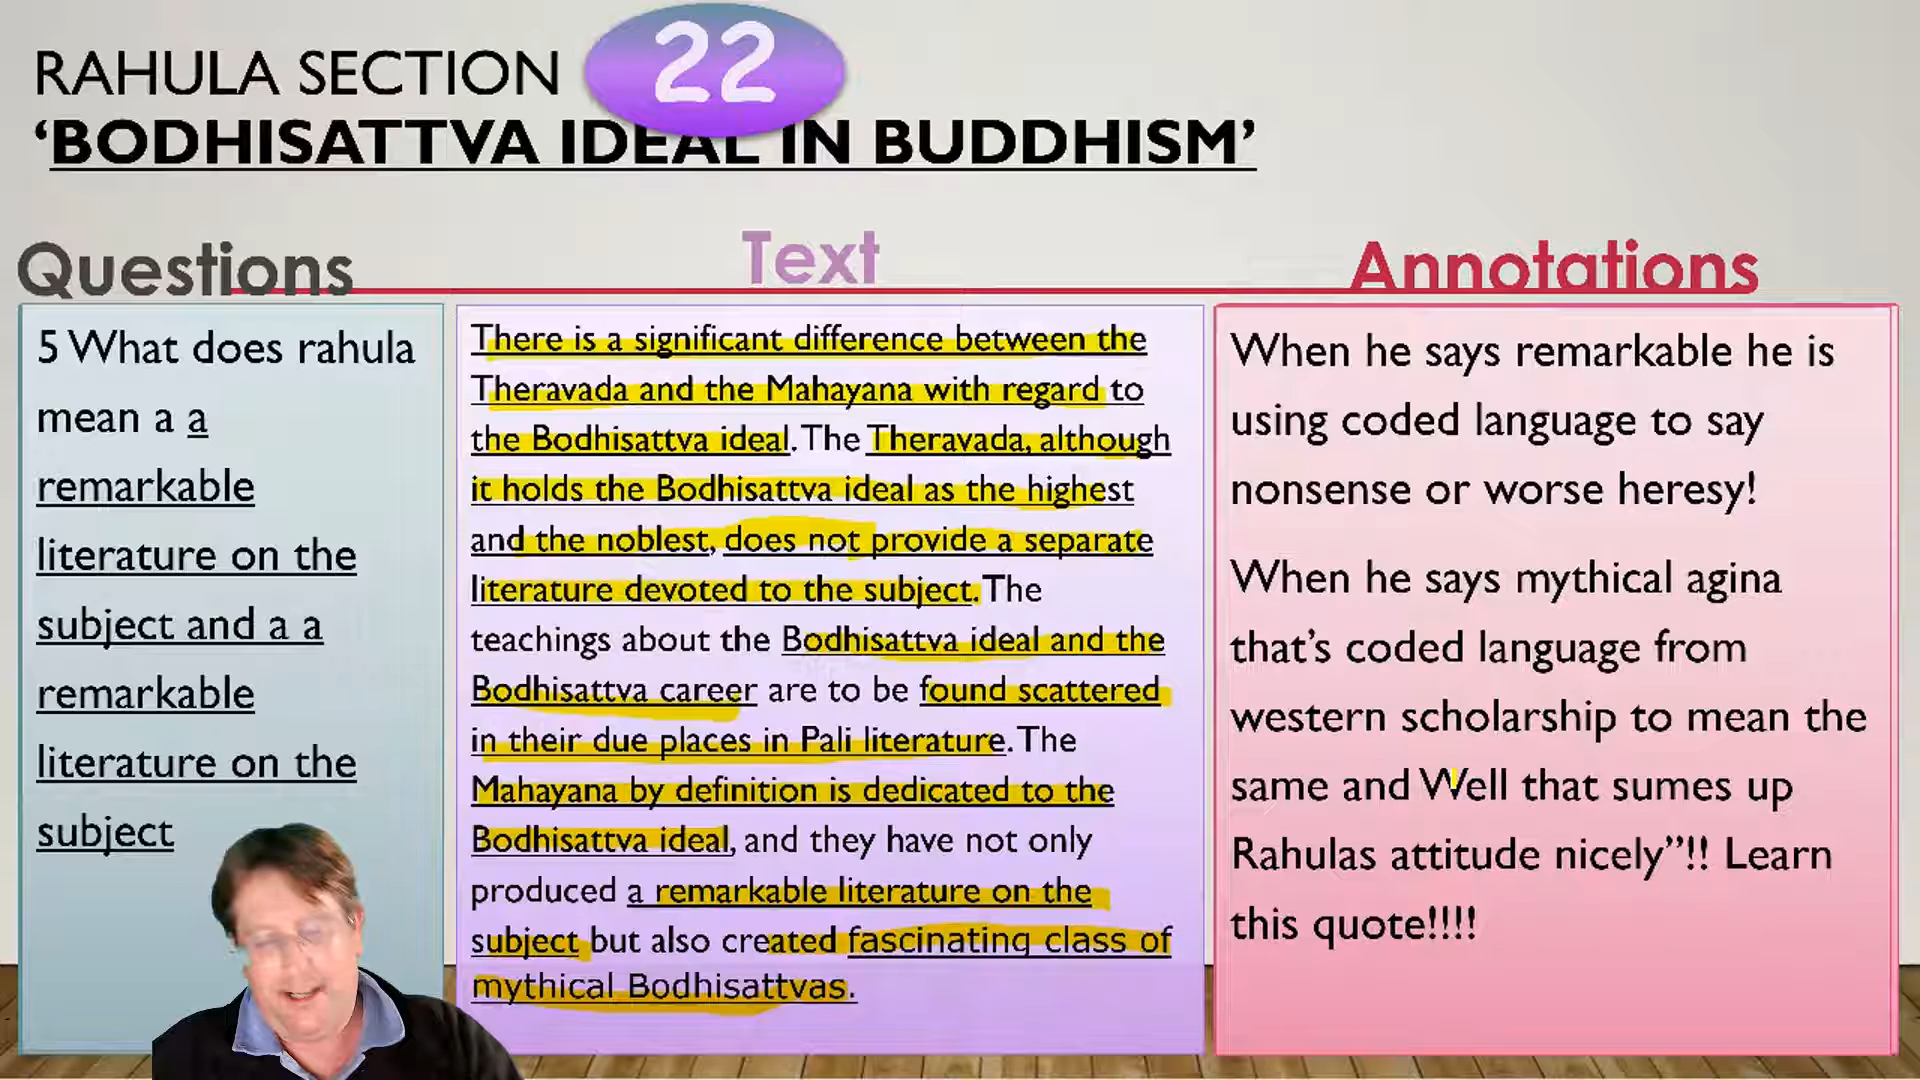 RAHULA SECTION 22
‘BODHISATTVA IDEAL IN BUDDHISM’
Questions
5 What does rahula
mean a a
remarkable
literature on the
subject and a a
remarkable
literature on the
subject
Text
There is a significant difference between the
Theravada and the Mahayana with regard to
the Bodhisattva ideal. The Theravada, although
it holds the Bodhisattva ideal as the highest
and the noblest, does not provide a separate
literature devoted to the subject. The
teachings about the Bodhisattva ideal and the
Bodhisattva career are to be found scattered
in their due places in Pali literature. The
Mahayana by definition is dedicated to the
Bodhisattva ideal, and they have not only
produced a remarkable literature on the
subject but also created fascinating class of
mythical Bodhisattvas.
Annotations
When he says remarkable he is
using coded language to say
nonsense or worse heresy!
When he says mythical agina
that’s coded language from
western scholarship to mean the
same and Well that sumes up
Rahulas attitude nicely”!! Learn
this quote!!!!